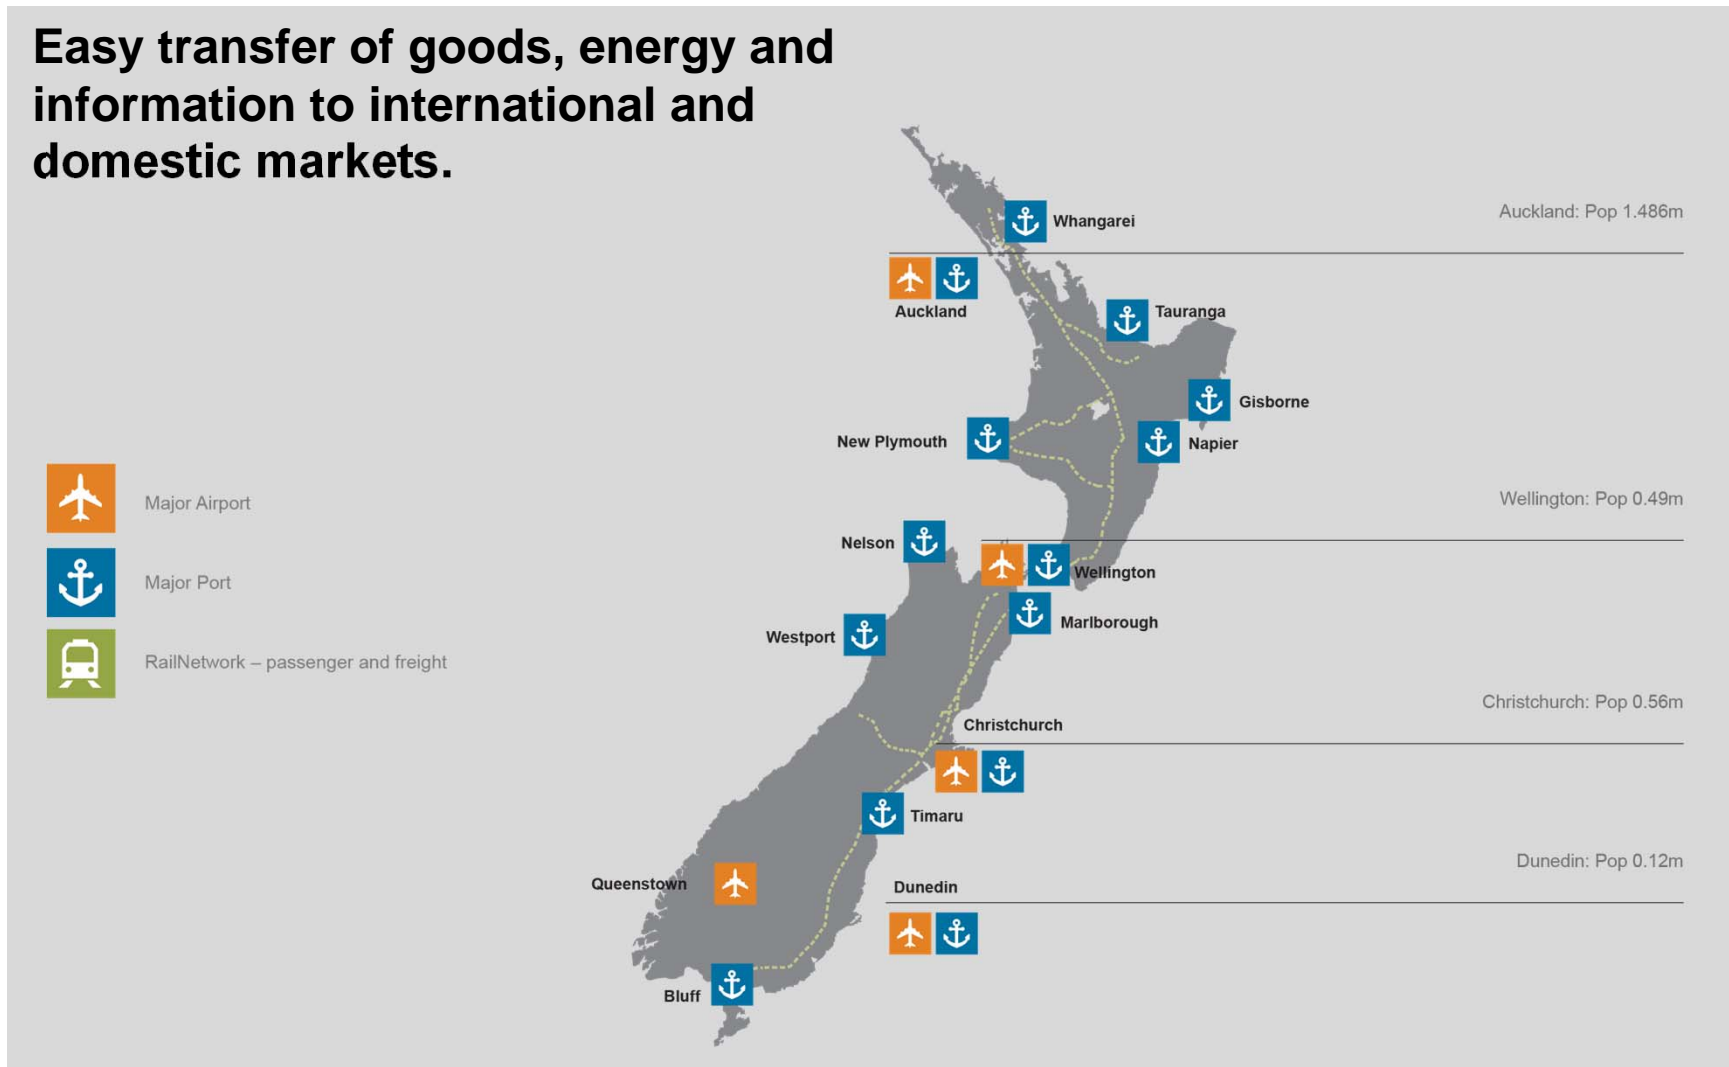 Easy transfer of goods, energy and
information to international and
domestic markets.
Whangarei
Auckland: Pop 1.486m
Auckland
Tauranga
Gisborne
New Plymouth
Napier
Major Airport
Wellington: Pop 0.49m
Nelson
Wellington
Major Port
Marlborough
Westport
RailNetwork – passenger and freight
Christchurch: Pop 0.56m
Christchurch
Timaru
Dunedin: Pop 0.12m
Queenstown
Dunedin
Bluff